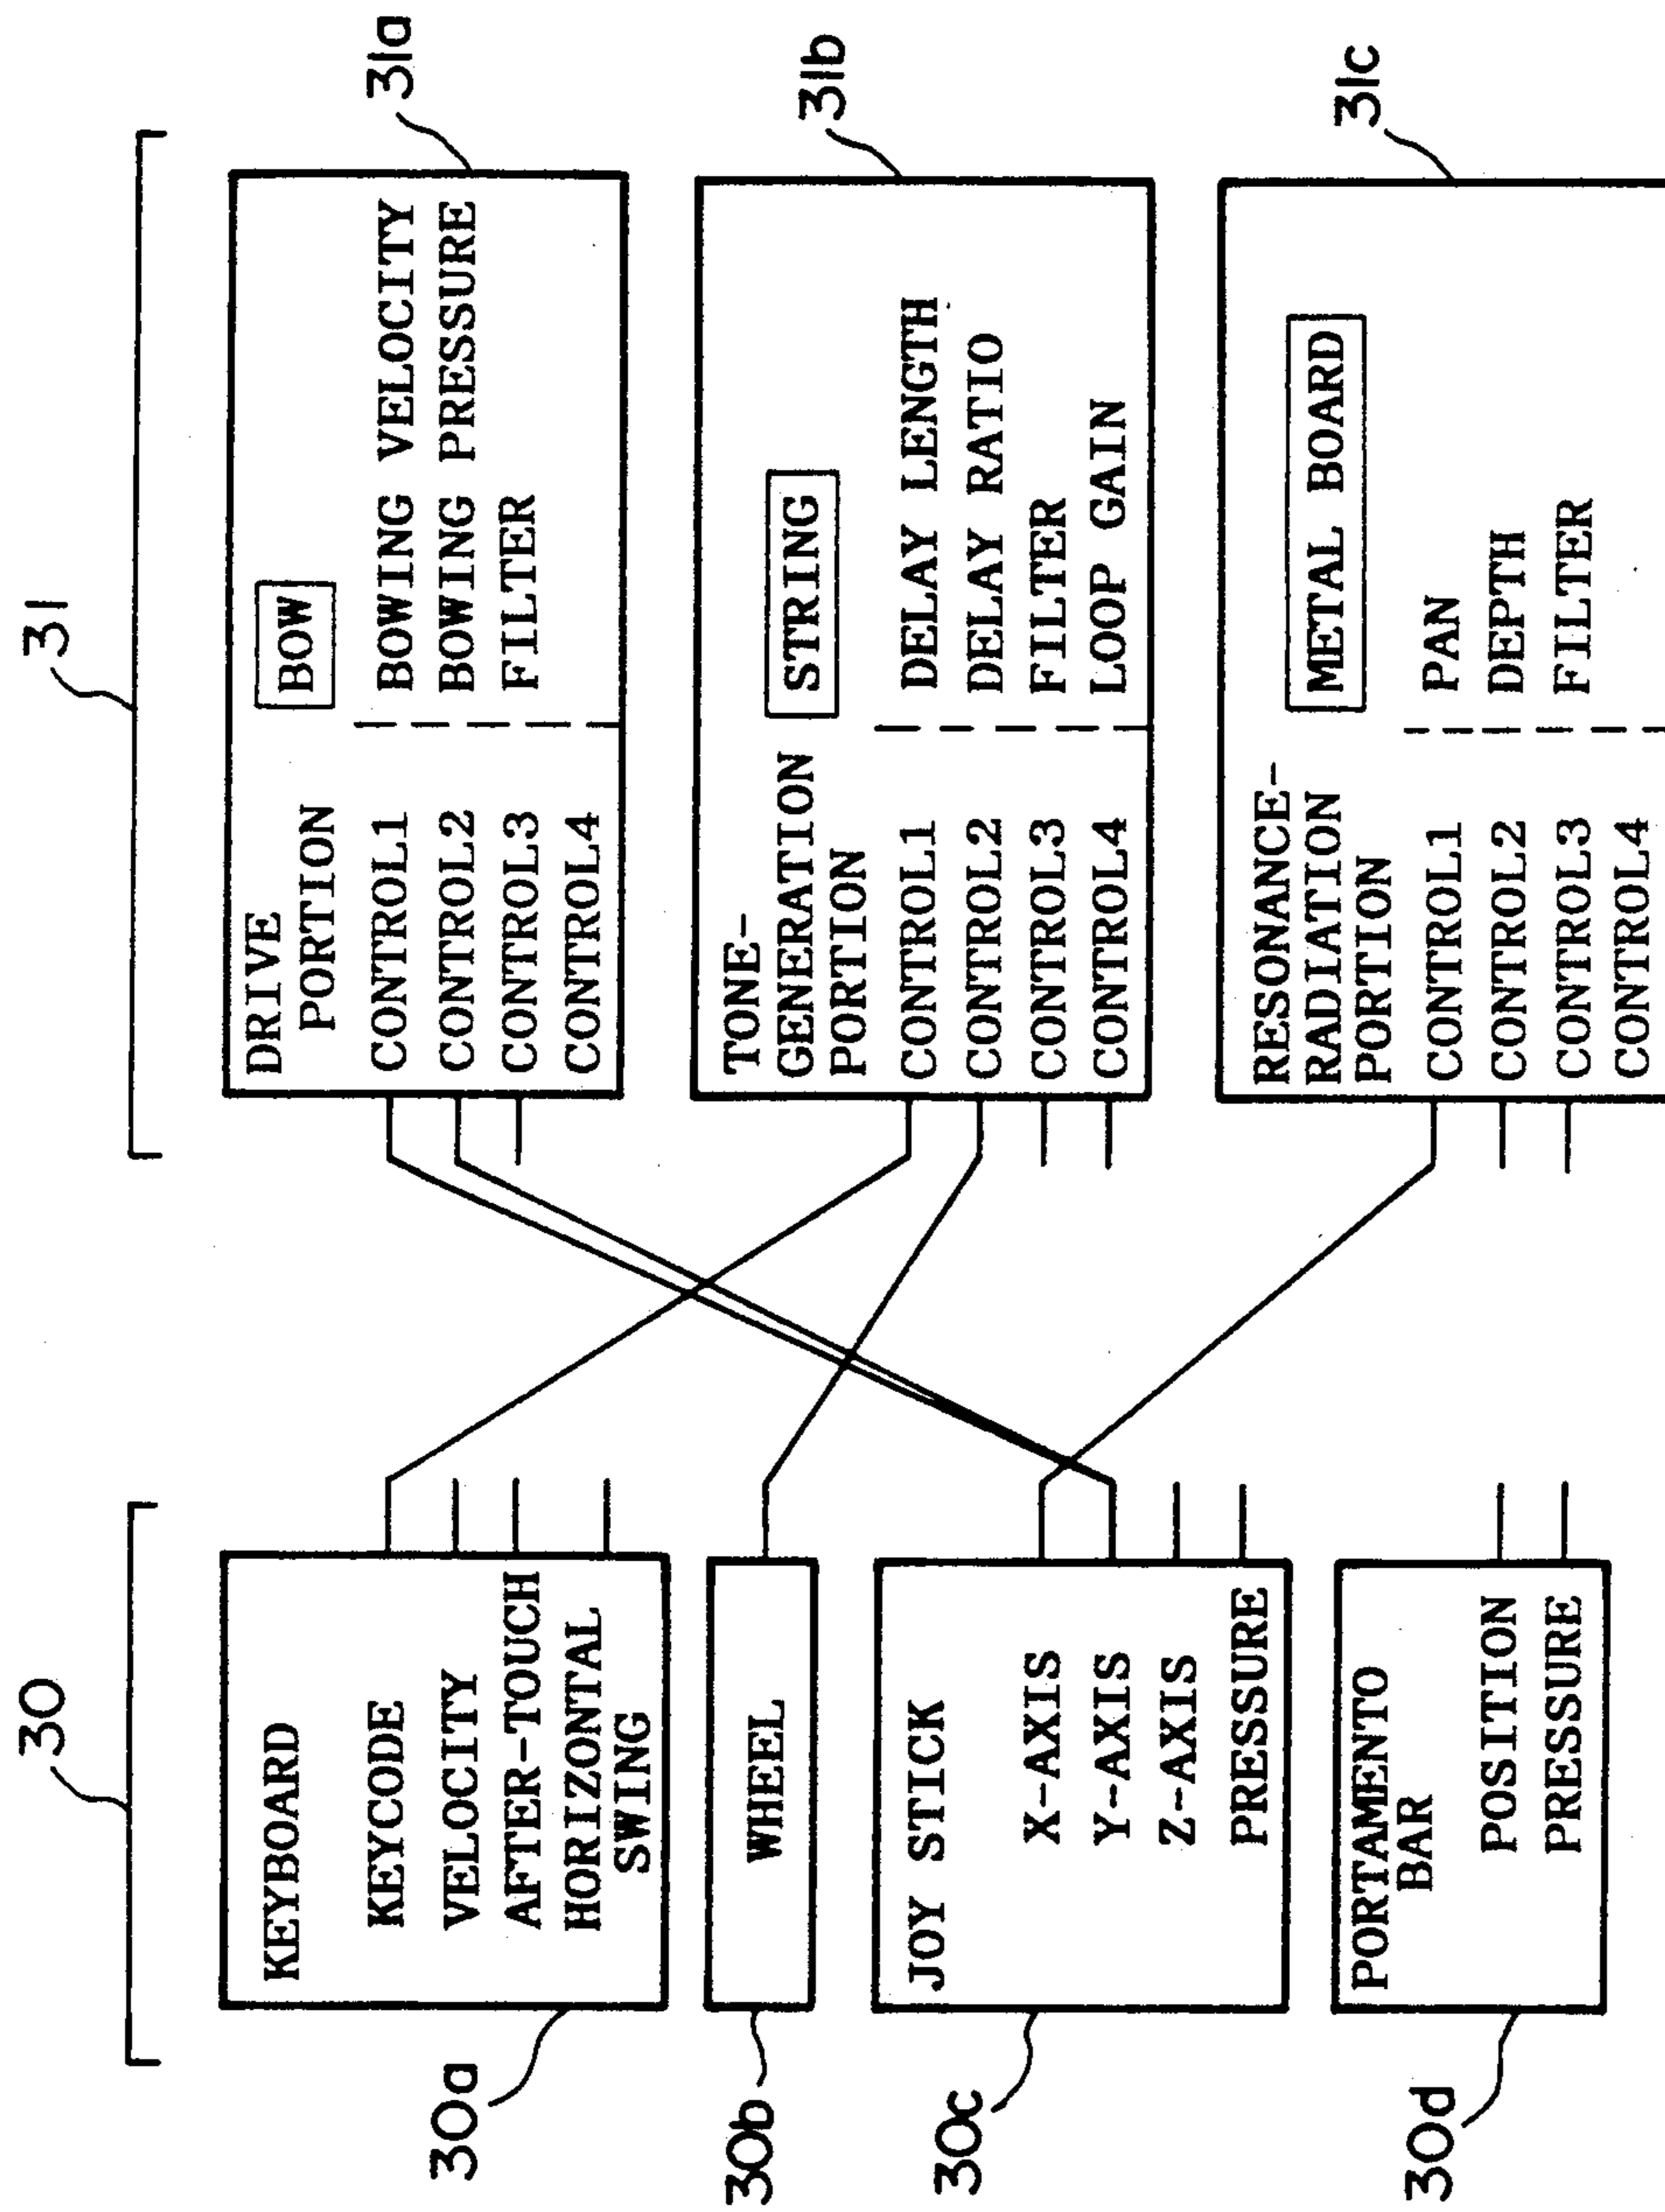 30
31
30a
KEYBOARD
KEYCODE
VELOCITY
AFTER-TOUCH
HORIZONTAL
SWING
30b
WHEEL
30c
JOY STICK
X-AXIS
Y-AXIS
Z-AXIS
PRESSURE
30d
PORTAMENTO
BAR
POSITION
PRESSURE
31a
DRIVE
PORTION
BOW
CONTROL1 BOWING VELOCITY
CONTROL2 BOWING PRESSURE
CONTROL3 FILTER
CONTROL4
31b
TONE-
GENERATION
PORTION
STRING
CONTROL1 DELAY LENGTH
CONTROL2 DELAY RATIO
CONTROL3 FILTER
CONTROL4 LOOP GAIN
31c
RESONANCE-
RADIATION
PORTION
METAL BOARD
CONTROL1 PAN
CONTROL2 DEPTH
CONTROL3 FILTER
CONTROL4